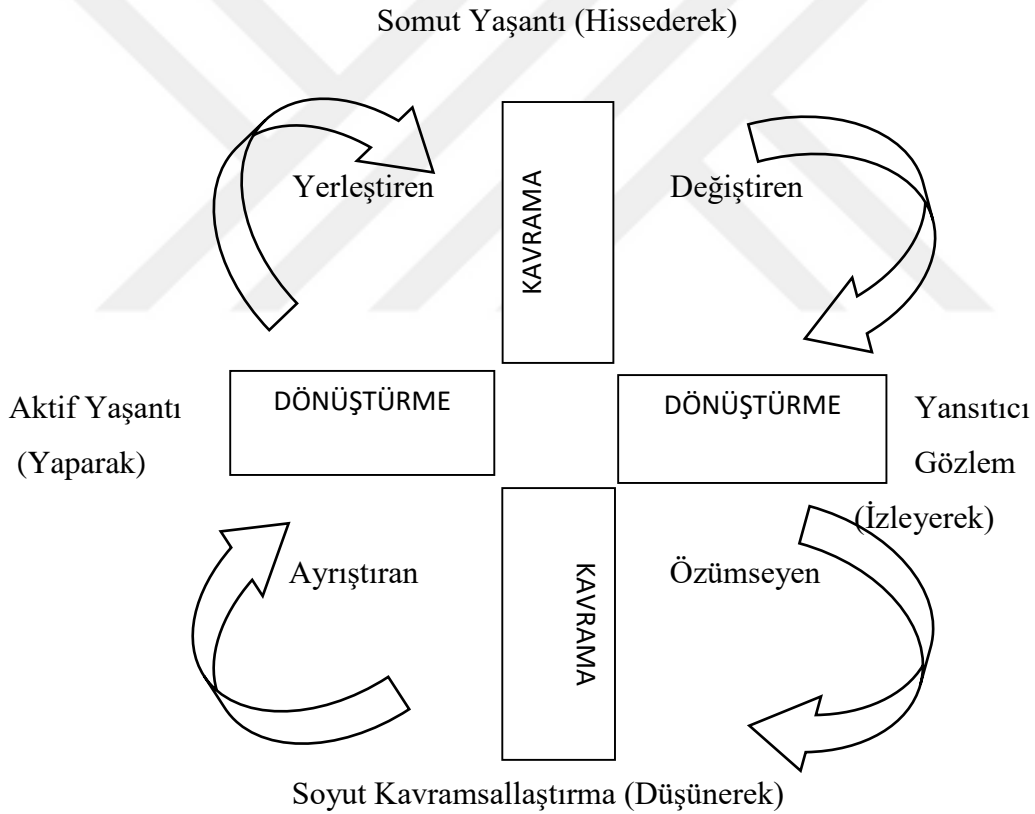 Somut Yaşantı (Hissederek)
Yerleştiren
KAVRAMA
Değiştiren
Aktif Yaşantı
(Yaparak)
DÖNÜŞTÜRME
DÖNÜŞTÜRME
Yansıtıcı
Gözlem
(İzleyerek)
Ayrıştıran
KAVRAMA
Özümseyen
Soyut Kavramsallaştırma (Düşünerek)